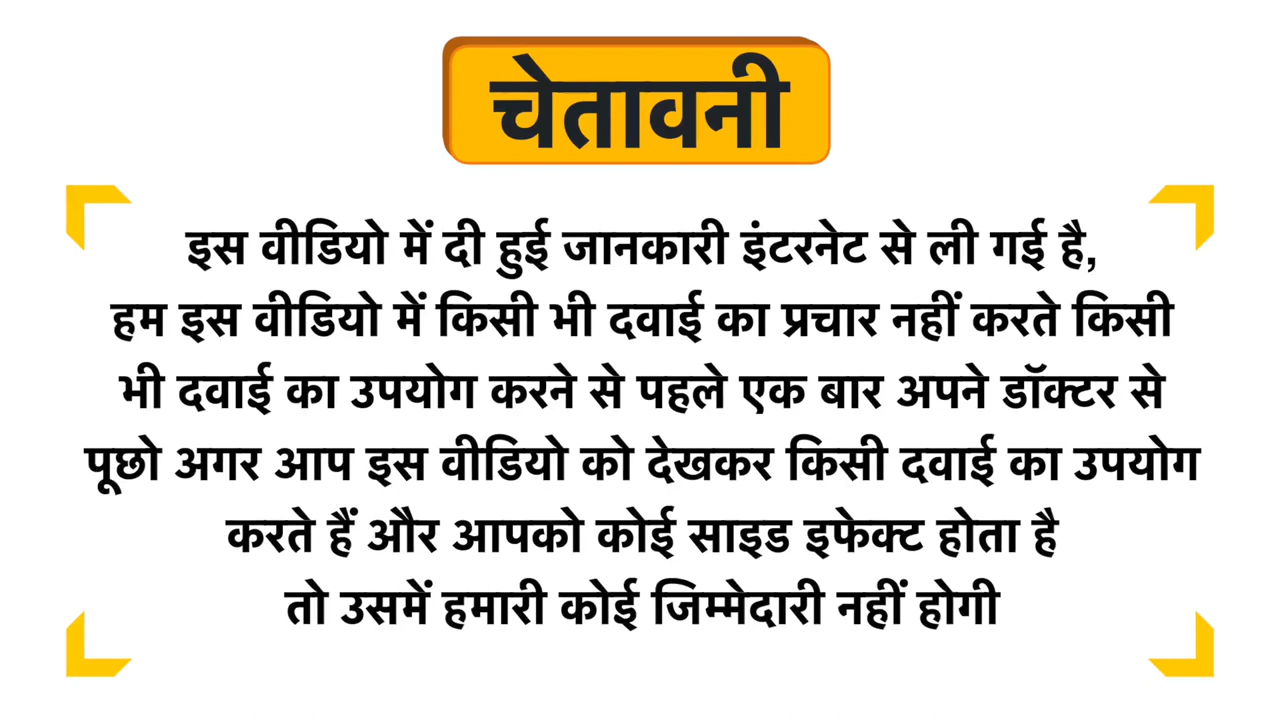 चेतावनी
इस वीडियो में दी हुई जानकारी इंटरनेट से ली गई है,
हम इस वीडियो में किसी भी दवाई का प्रचार नहीं करते किसी
भी दवाई का उपयोग करने से पहले एक बार अपने डॉक्टर से
पूछो अगर आप इस वीडियो को देखकर किसी दवाई का उपयोग
करते हैं और आपको कोई साइड इफेक्ट होता है
तो उसमें हमारी कोई जिम्मेदारी नहीं होगी